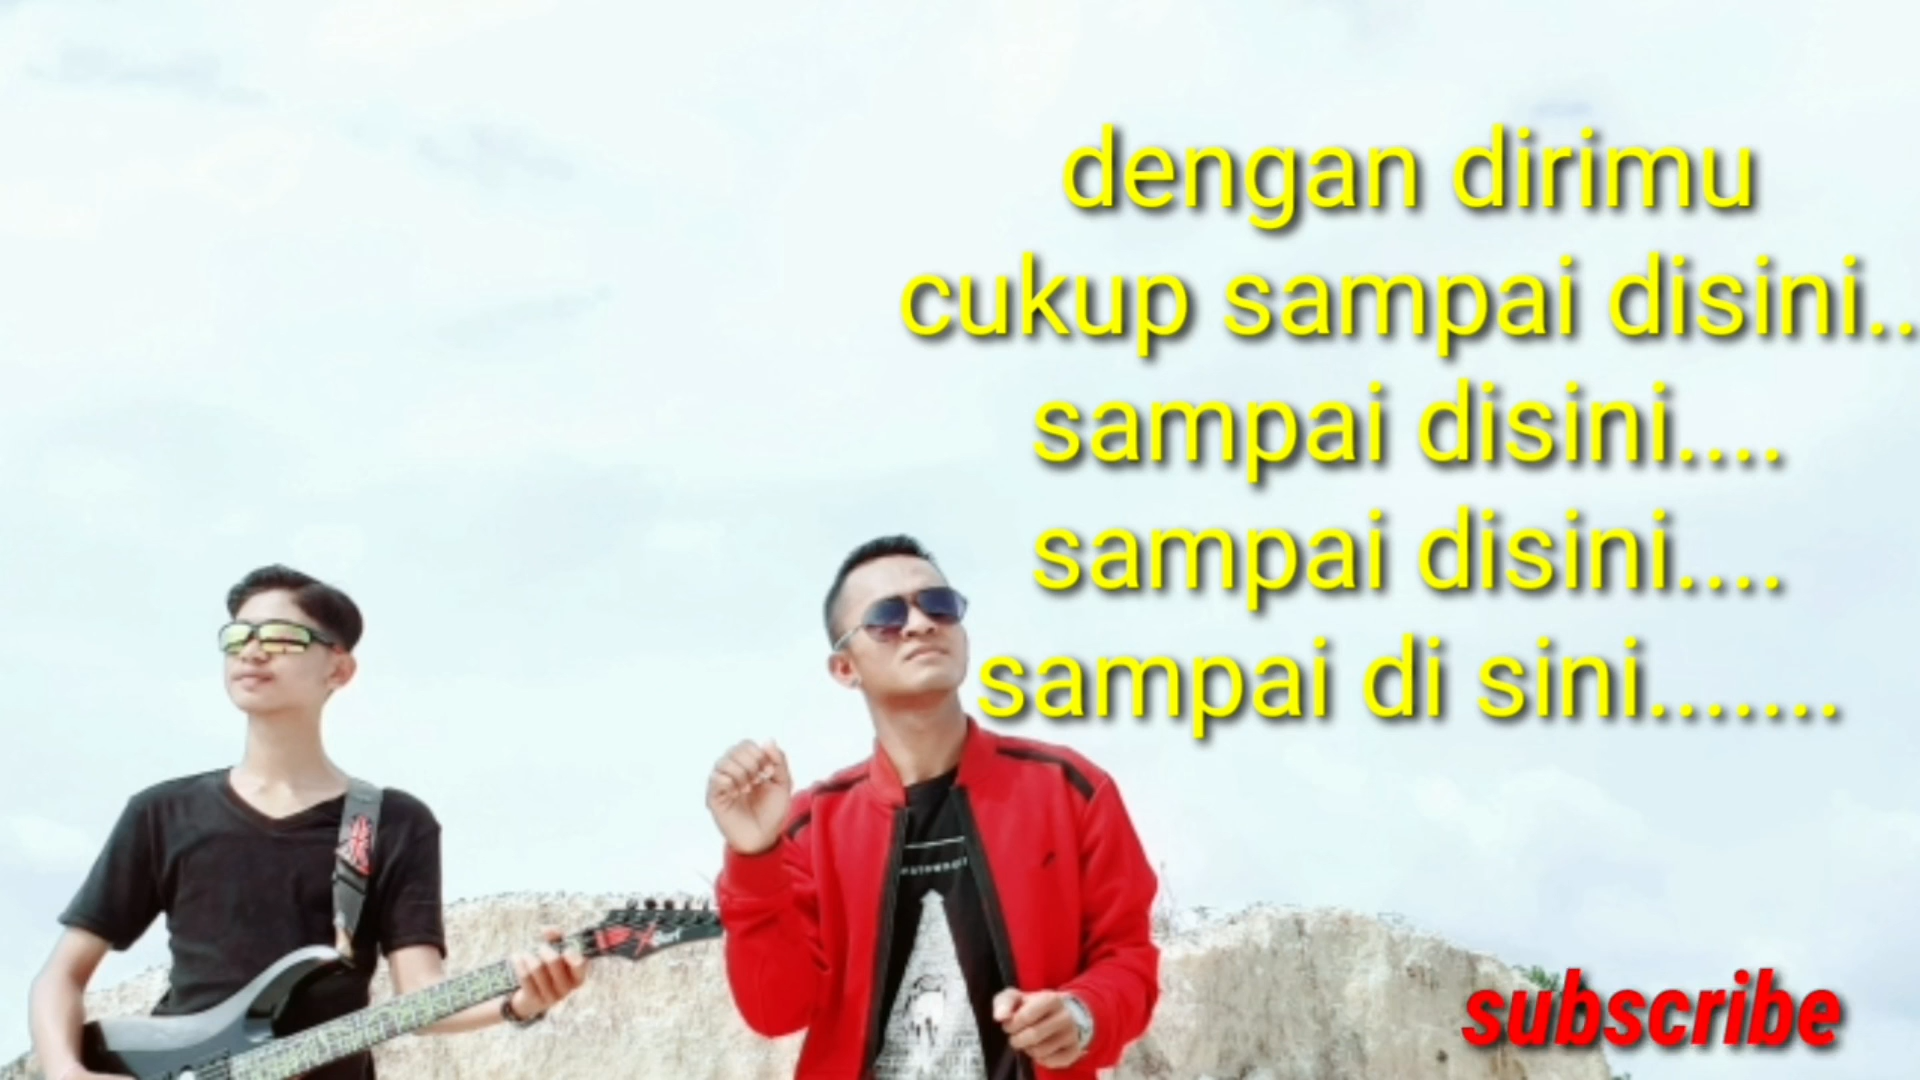 dengan dirimu
cukup sampai disini..
sampai disini....
sampai disini....
sampai di sini.......
subscribe